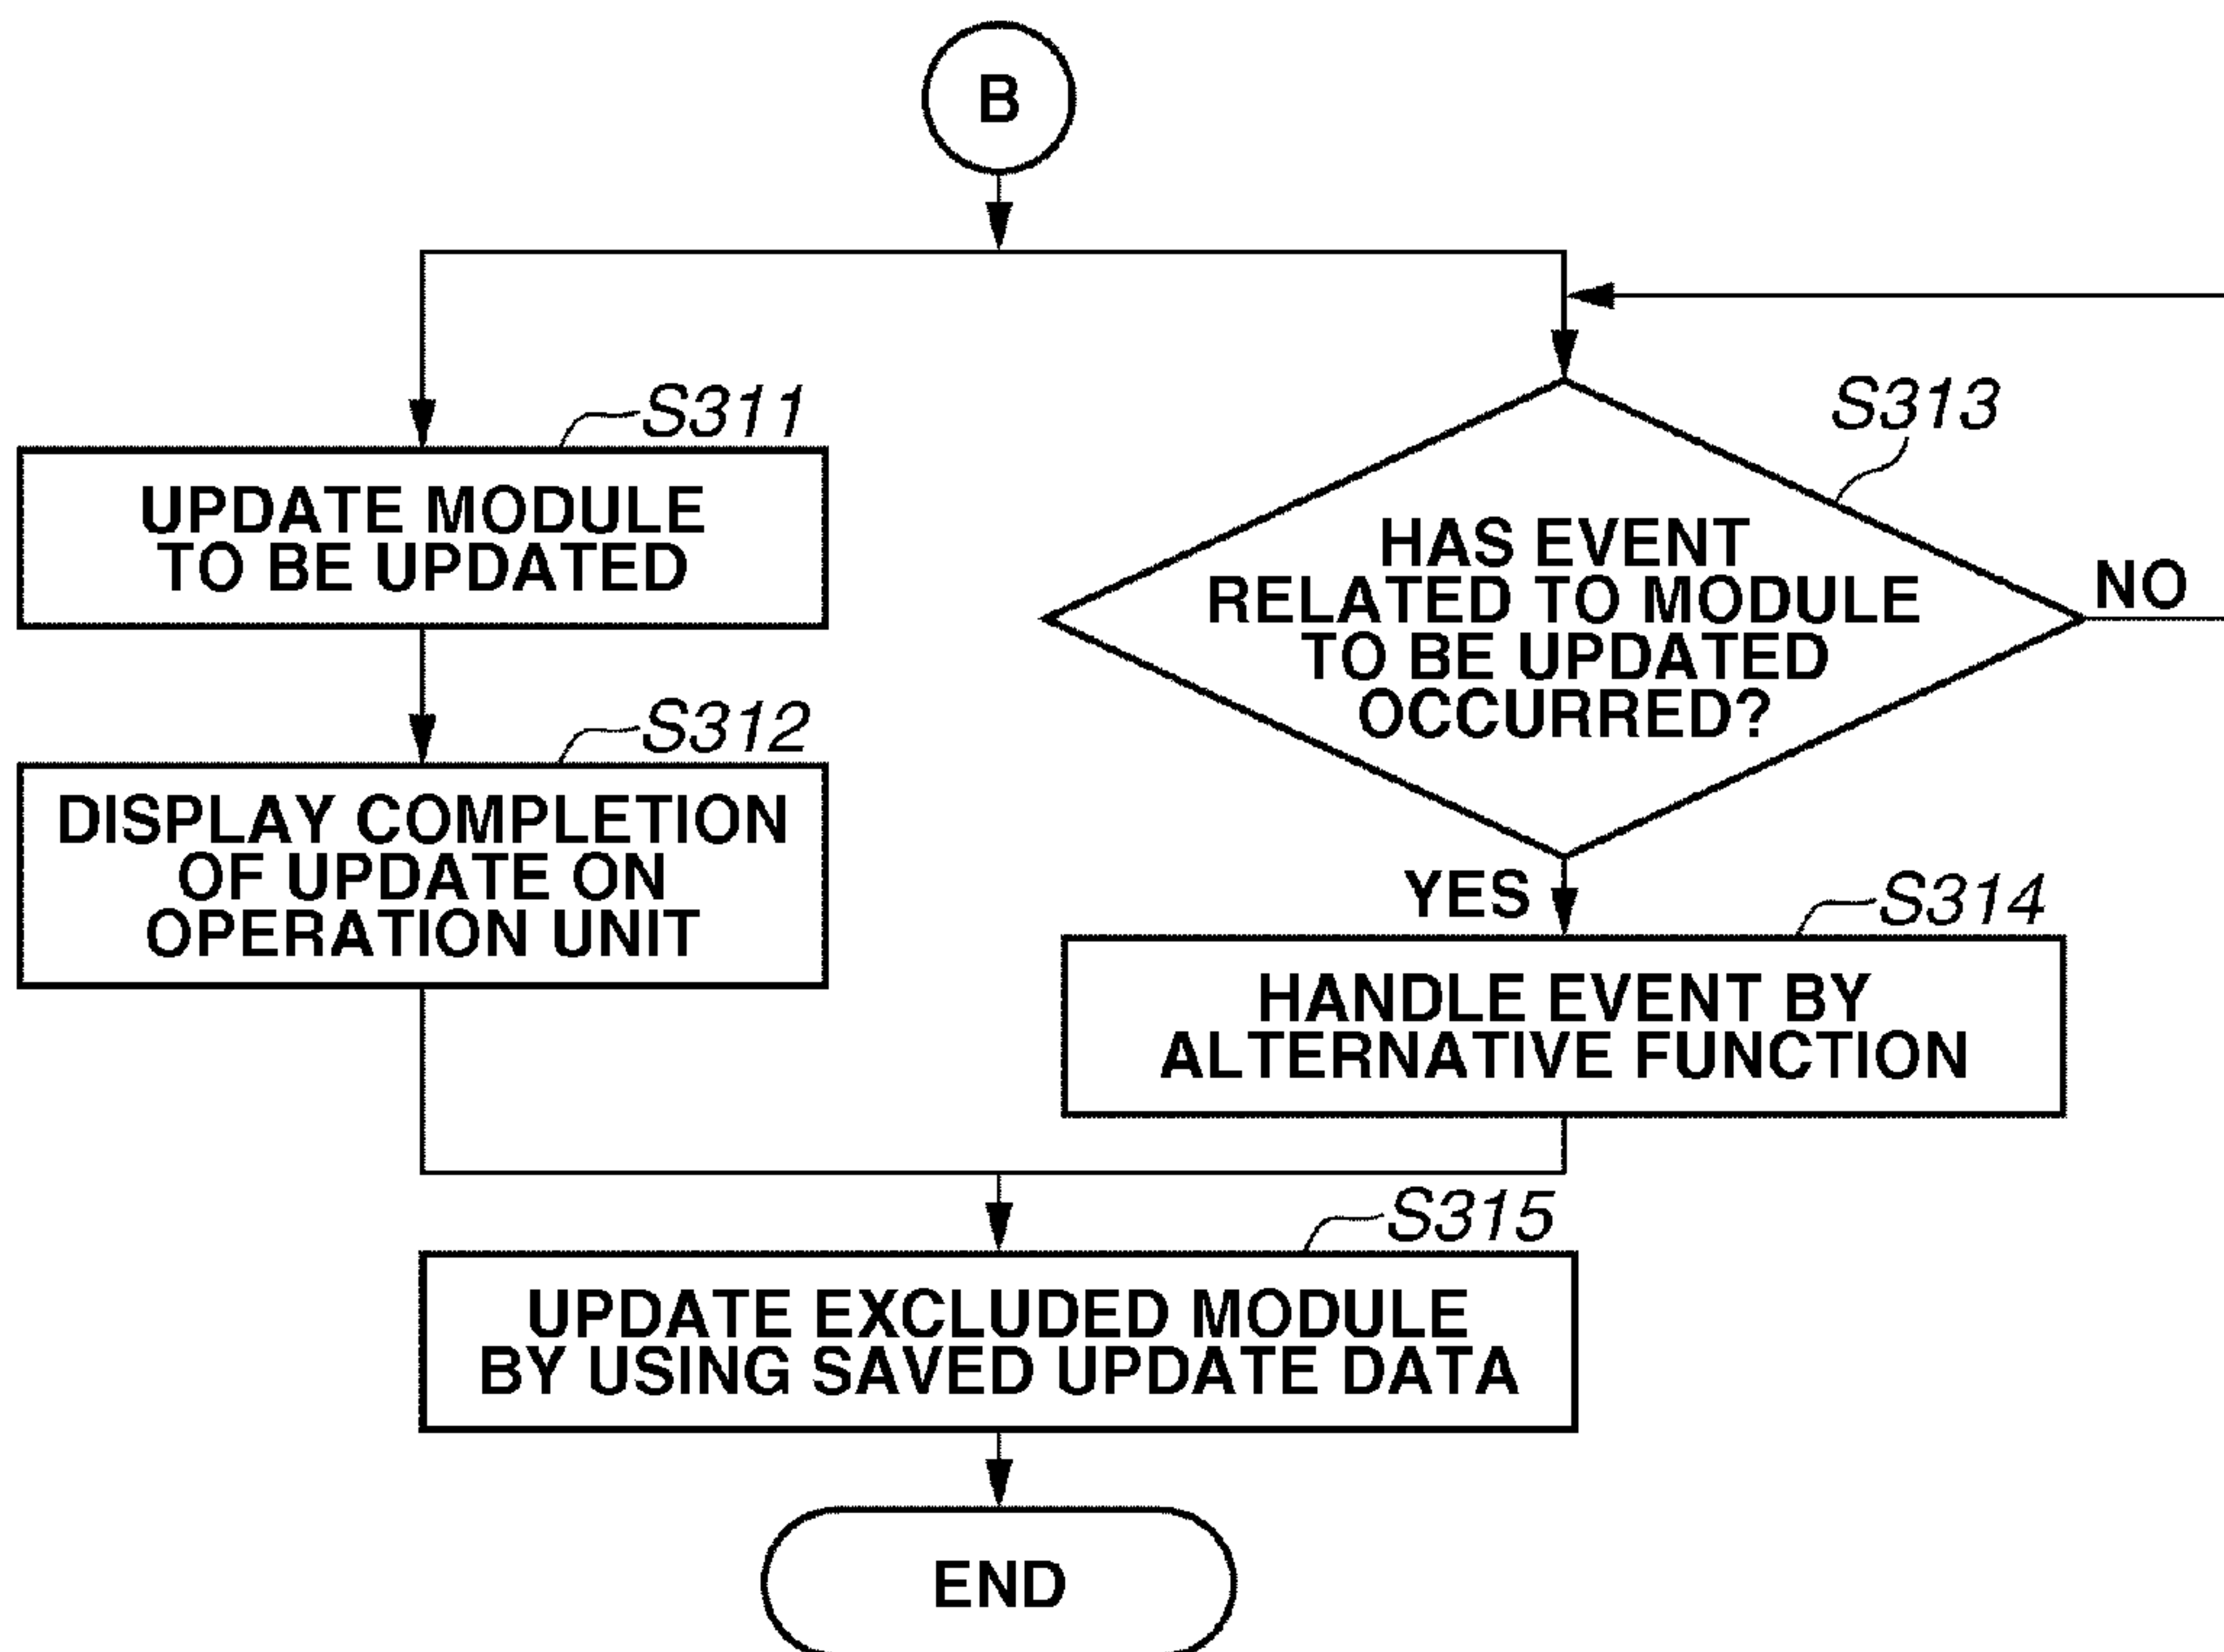 B
S311
UPDATE MODULE
TO BE UPDATED
S312
DISPLAY COMPLETION
OF UPDATE ON
OPERATION UNIT
S313
HAS EVENT
RELATED TO MODULE
TO BE UPDATED
OCCURRED?
NO
YES
S314
HANDLE EVENT BY
ALTERNATIVE FUNCTION
S315
UPDATE EXCLUDED MODULE
BY USING SAVED UPDATE DATA
END